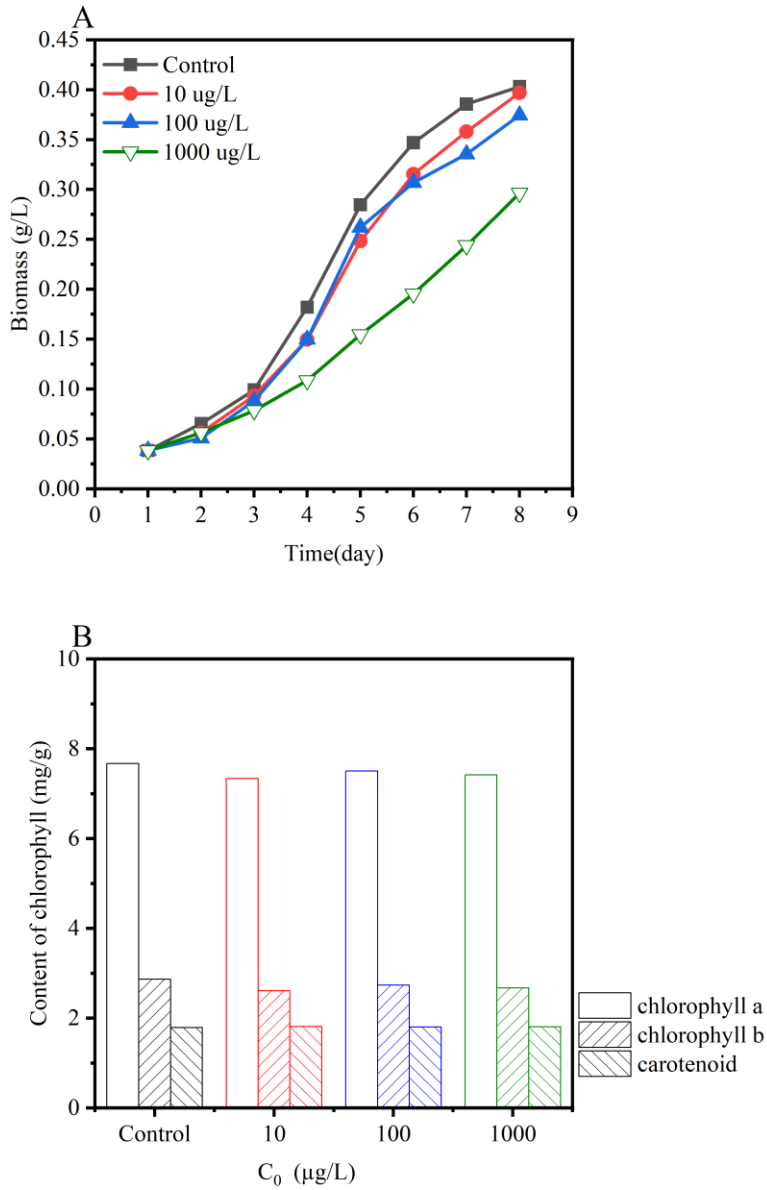 A
0.45
0.40
0.35
0.30
0.25
0.20
0.15
0.10
0.05
0.00
Biomass (g/L)
Control
10 ug/L
100 ug/L
1000 ug/L
0 1 2 3 4 5 6 7 8 9
Time(day)
B
10
8
6
4
2
0
Content of chlorophyll (mg/g)
chlorophyll a
chlorophyll b
carotenoid
Control 10 100 1000
C₀ (μg/L)